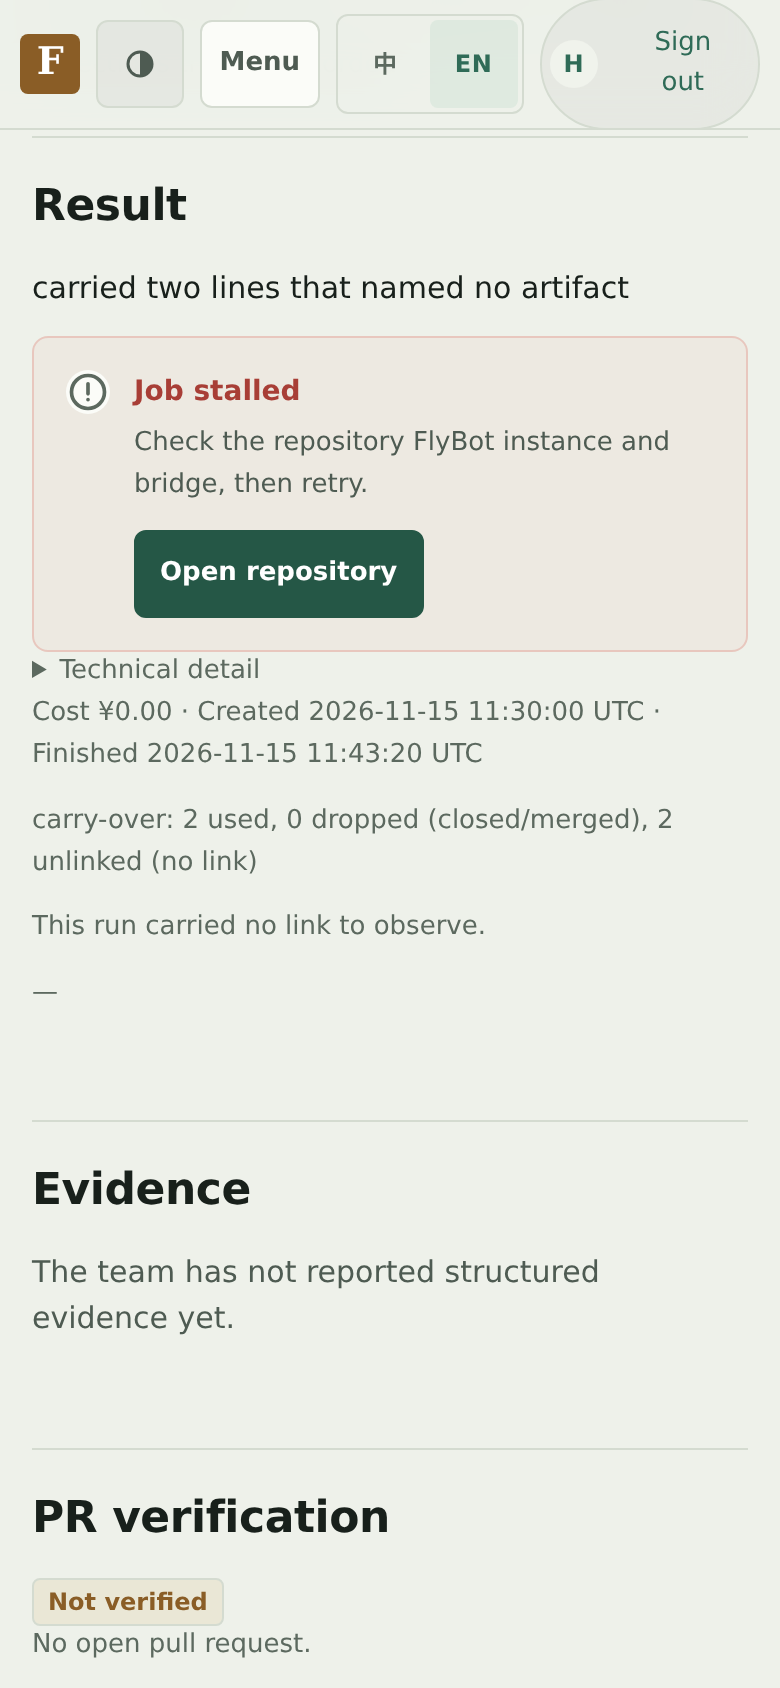 F
Menu
中
EN
H
Sign
out
Result
carried two lines that named no artifact
Job stalled
Check the repository FlyBot instance and
bridge, then retry.
Open repository
Technical detail
Cost ¥0.00 · Created 2026-11-15 11:30:00 UTC ·
Finished 2026-11-15 11:43:20 UTC
carry-over: 2 used, 0 dropped (closed/merged), 2
unlinked (no link)
This run carried no link to observe.
—
Evidence
The team has not reported structured
evidence yet.
PR verification
Not verified
No open pull request.